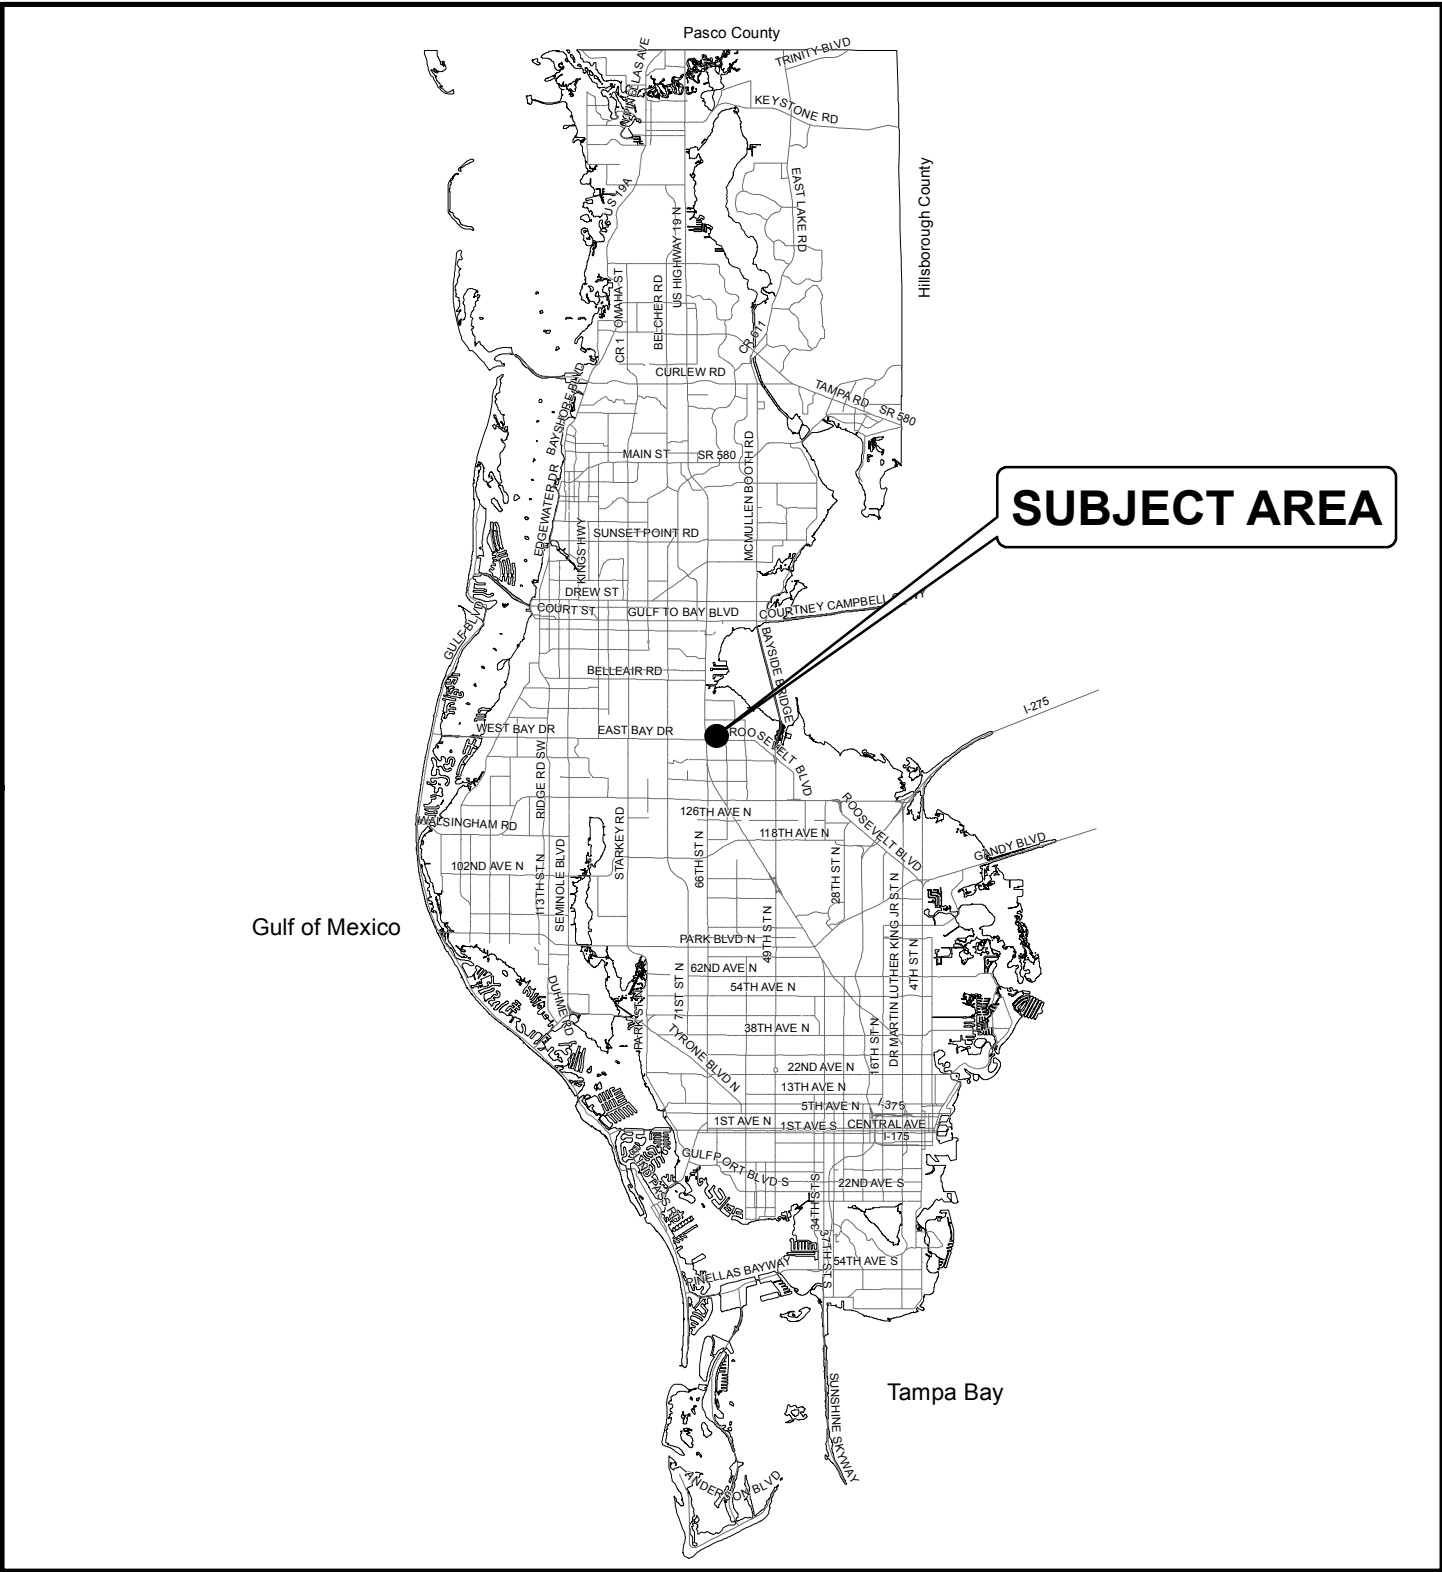 Pasco County
TRINITY BLVD
PINELLAS AVE
KEYSTONE RD
Hillsborough County
EAST LAKE RD
US 19A
US HIGHWAY 19 N
OMAHA ST
CR 1
BELCHER RD
CR 611
CURLEW RD
TAMPA RD
SR 580
BAYSHORE BLVD
MAIN ST
SR 580
MCMULLEN BOOTH RD
SUBJECT AREA
EDGEWATER DR
KINGS HWY
SUNSET POINT RD
DREW ST
COURT ST
GULF TO BAY BLVD
COURTNEY CAMPBELL
GULF BLVD
BAYSIDE BRIDGE
BELLEAIR RD
I-275
WEST BAY DR
EAST BAY DR
ROOSEVELT BLVD
RIDGE RD SW
ROOSEVELT BLVD
WALSINGHAM RD
STARKEY RD
126TH AVE N
118TH AVE N
GANDY BLVD
66TH ST N
102ND AVE N
113TH ST N
SEMINOLE BLVD
28TH ST N
DR MARTIN LUTHER KING JR ST N
Gulf of Mexico
49TH ST N
PARK BLVD N
4TH ST N
62ND AVE N
71ST ST N
54TH AVE N
DUHME RD
PARK ST N
38TH AVE N
16TH ST N
TYRONE BLVD N
22ND AVE N
13TH AVE N
5TH AVE N
I-375
1ST AVE N
1ST AVE S
CENTRAL AVE
I-175
GULFPORT BLVD S
22ND AVE S
34TH ST S
37TH ST S
54TH AVE S
PINELLAS BAYWAY
SUNSHINE SKYWAY
Tampa Bay
ANDERSON BLVD